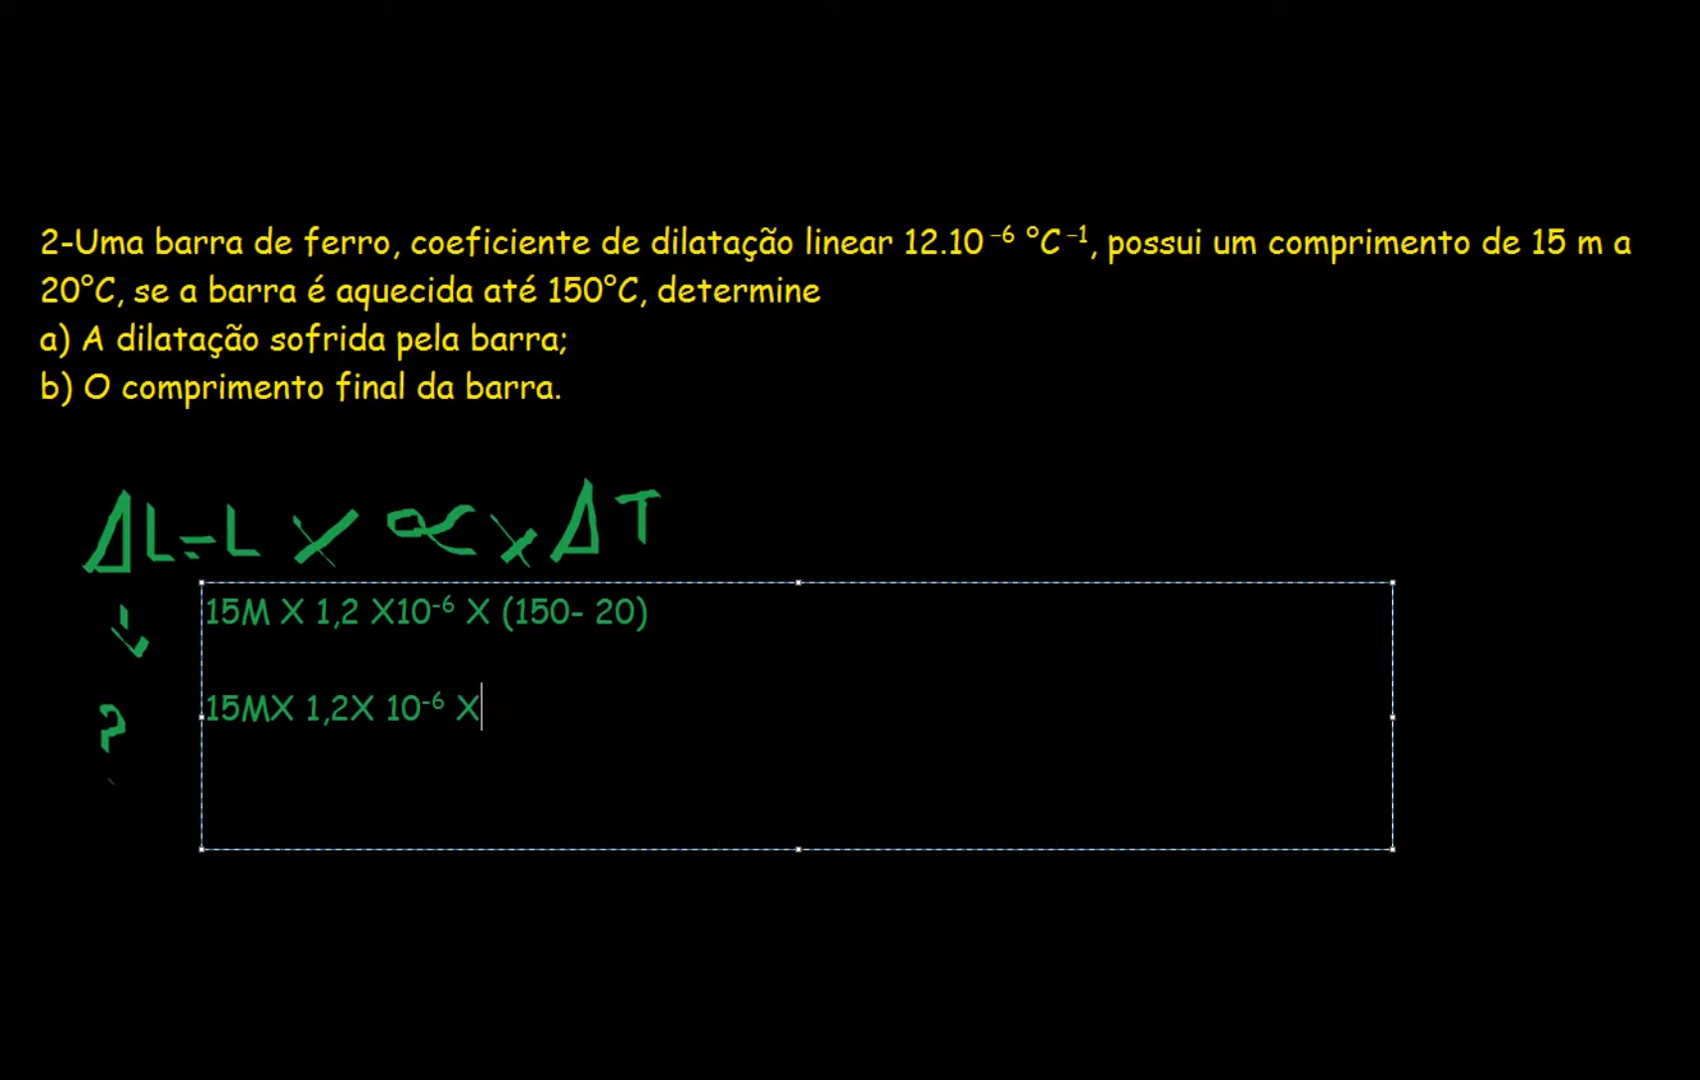 2-Uma barra de ferro, coeficiente de dilatação linear 12.10⁻⁶ °C⁻¹, possui um comprimento de 15 m a
20°C, se a barra é aquecida até 150°C, determine
a) A dilatação sofrida pela barra;
b) O comprimento final da barra.
ΔL=L X ∝ x ΔT
15M X 1,2 X10⁻⁶ X (150- 20)
15MX 1,2X 10⁻⁶ X
?